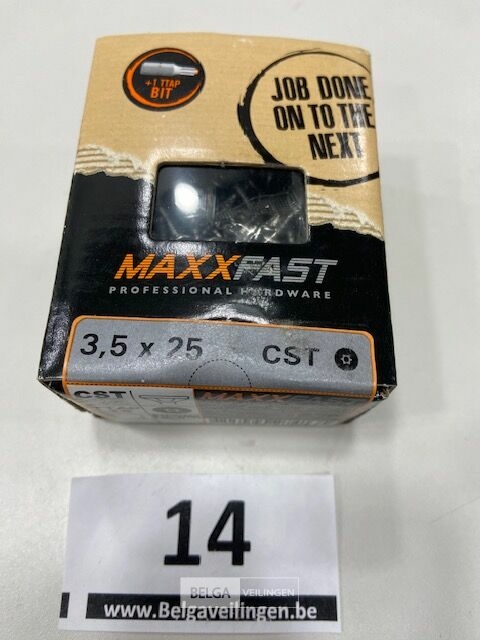 +1 TTAP
BIT
JOB DONE
ON TO THE
NEXT
MAXXFAST
PROFESSIONAL HARDWARE
3,5 x 25 CST
CST MAXX
14
BELGA VEILINGEN
www.Belgaveilingen.be